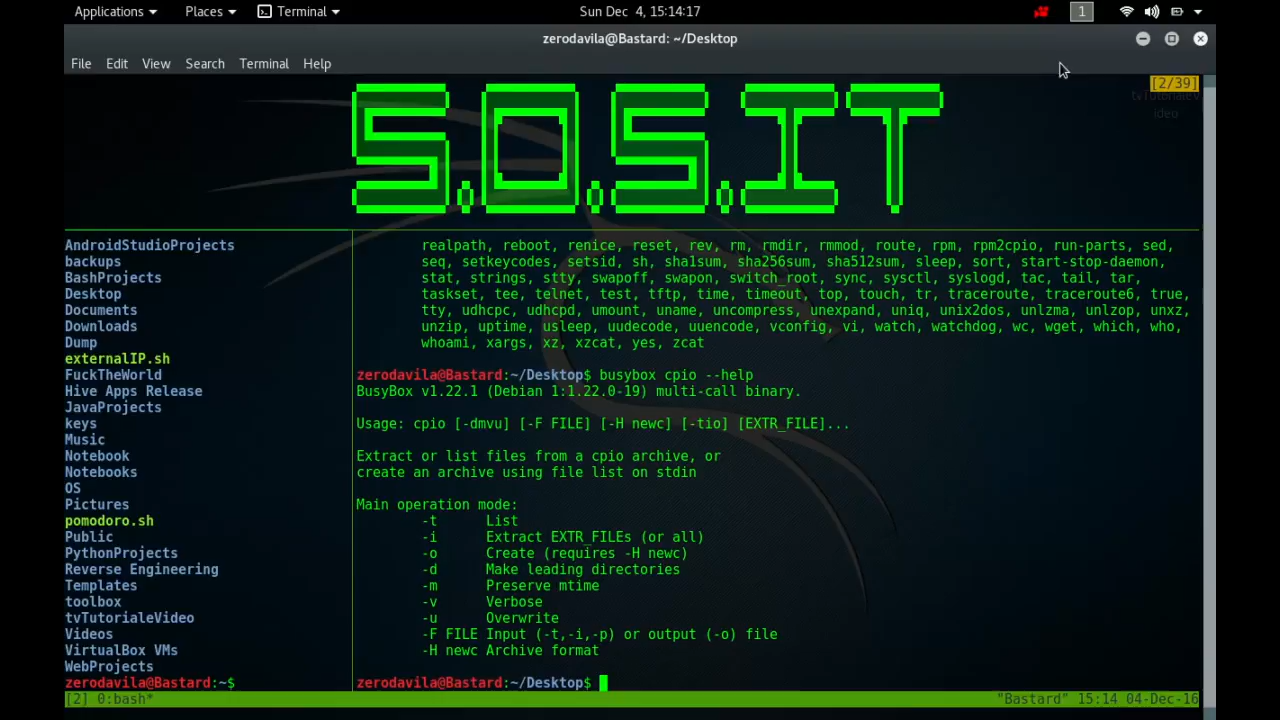 Applications Places Terminal Sun Dec 4, 15:14:17 1
zerodavila@Bastard: ~/Desktop
File Edit View Search Terminal Help
[2/39]
tvTutorialeV
ideo
S.O.S.IT
AndroidStudioProjects
backups
BashProjects
Desktop
Documents
Downloads
Dump
externalIP.sh
FuckTheWorld
Hive Apps Release
JavaProjects
keys
Music
Notebook
Notebooks
OS
Pictures
pomodoro.sh
Public
PythonProjects
Reverse Engineering
Templates
toolbox
tvTutorialeVideo
Videos
VirtualBox VMs
WebProjects
zerodavila@Bastard:~$
realpath, reboot, renice, reset, rev, rm, rmdir, rmmod, route, rpm, rpm2cpio, run-parts, sed,
seq, setkeycodes, setsid, sh, sha1sum, sha256sum, sha512sum, sleep, sort, start-stop-daemon,
stat, strings, stty, swapoff, swapon, switch_root, sync, sysctl, syslogd, tac, tail, tar,
taskset, tee, telnet, test, tftp, time, timeout, top, touch, tr, traceroute, traceroute6, true,
tty, udhcpc, udhcpd, umount, uname, uncompress, unexpand, uniq, unix2dos, unlzma, unlzop, unxz,
unzip, uptime, usleep, uudecode, uuencode, vconfig, vi, watch, watchdog, wc, wget, which, who,
whoami, xargs, xz, xzcat, yes, zcat
zerodavila@Bastard:~/Desktop$ busybox cpio --help
BusyBox v1.22.1 (Debian 1:1.22.0-19) multi-call binary.
Usage: cpio [-dmvu] [-F FILE] [-H newc] [-tio] [EXTR_FILE]...
Extract or list files from a cpio archive, or
create an archive using file list on stdin
Main operation mode:
-t List
-i Extract EXTR_FILEs (or all)
-o Create (requires -H newc)
-d Make leading directories
-m Preserve mtime
-v Verbose
-u Overwrite
-F FILE Input (-t,-i,-p) or output (-o) file
-H newc Archive format
zerodavila@Bastard:~/Desktop$
[2] 0:bash* "Bastard" 15:14 04-Dec-16